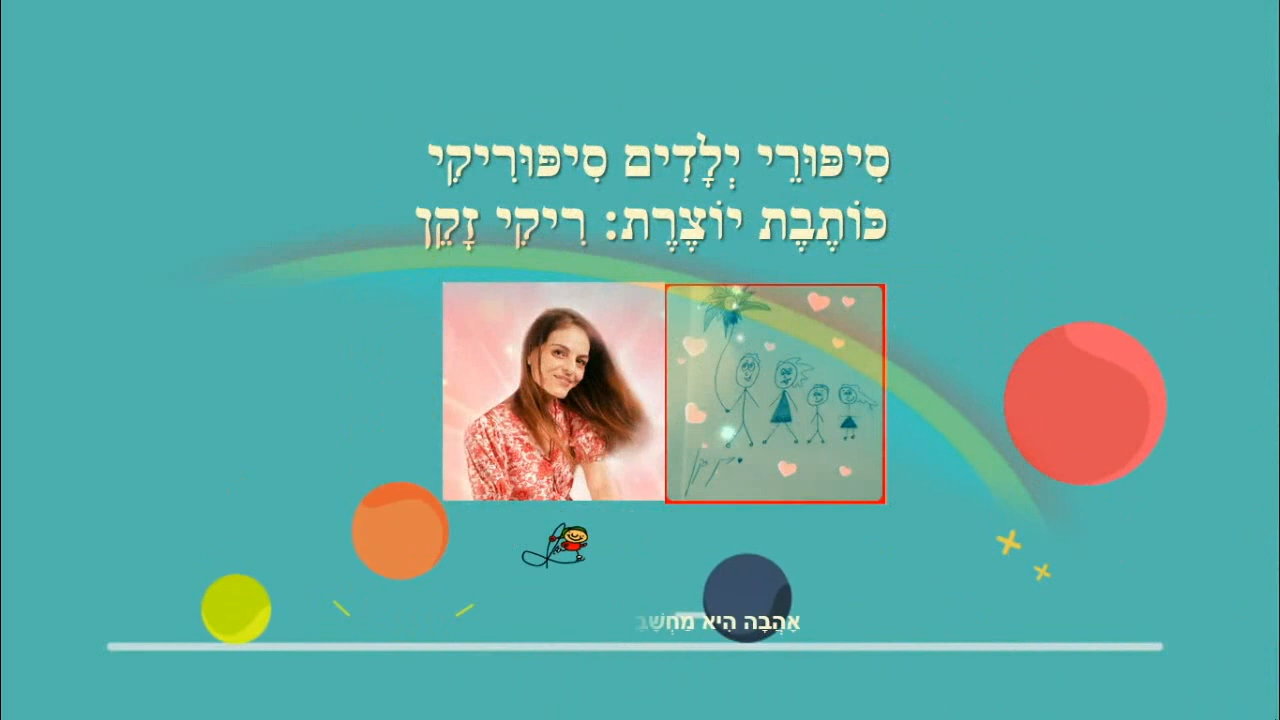 סִיפּוּרֵי יְלָדִים סִיפּוּרִיקִי
כּוֹתֶבֶת יוֹצֶרֶת: רִיקִי זָקֵן
אַהֲבָה הִיא מַחְשָׁבָ